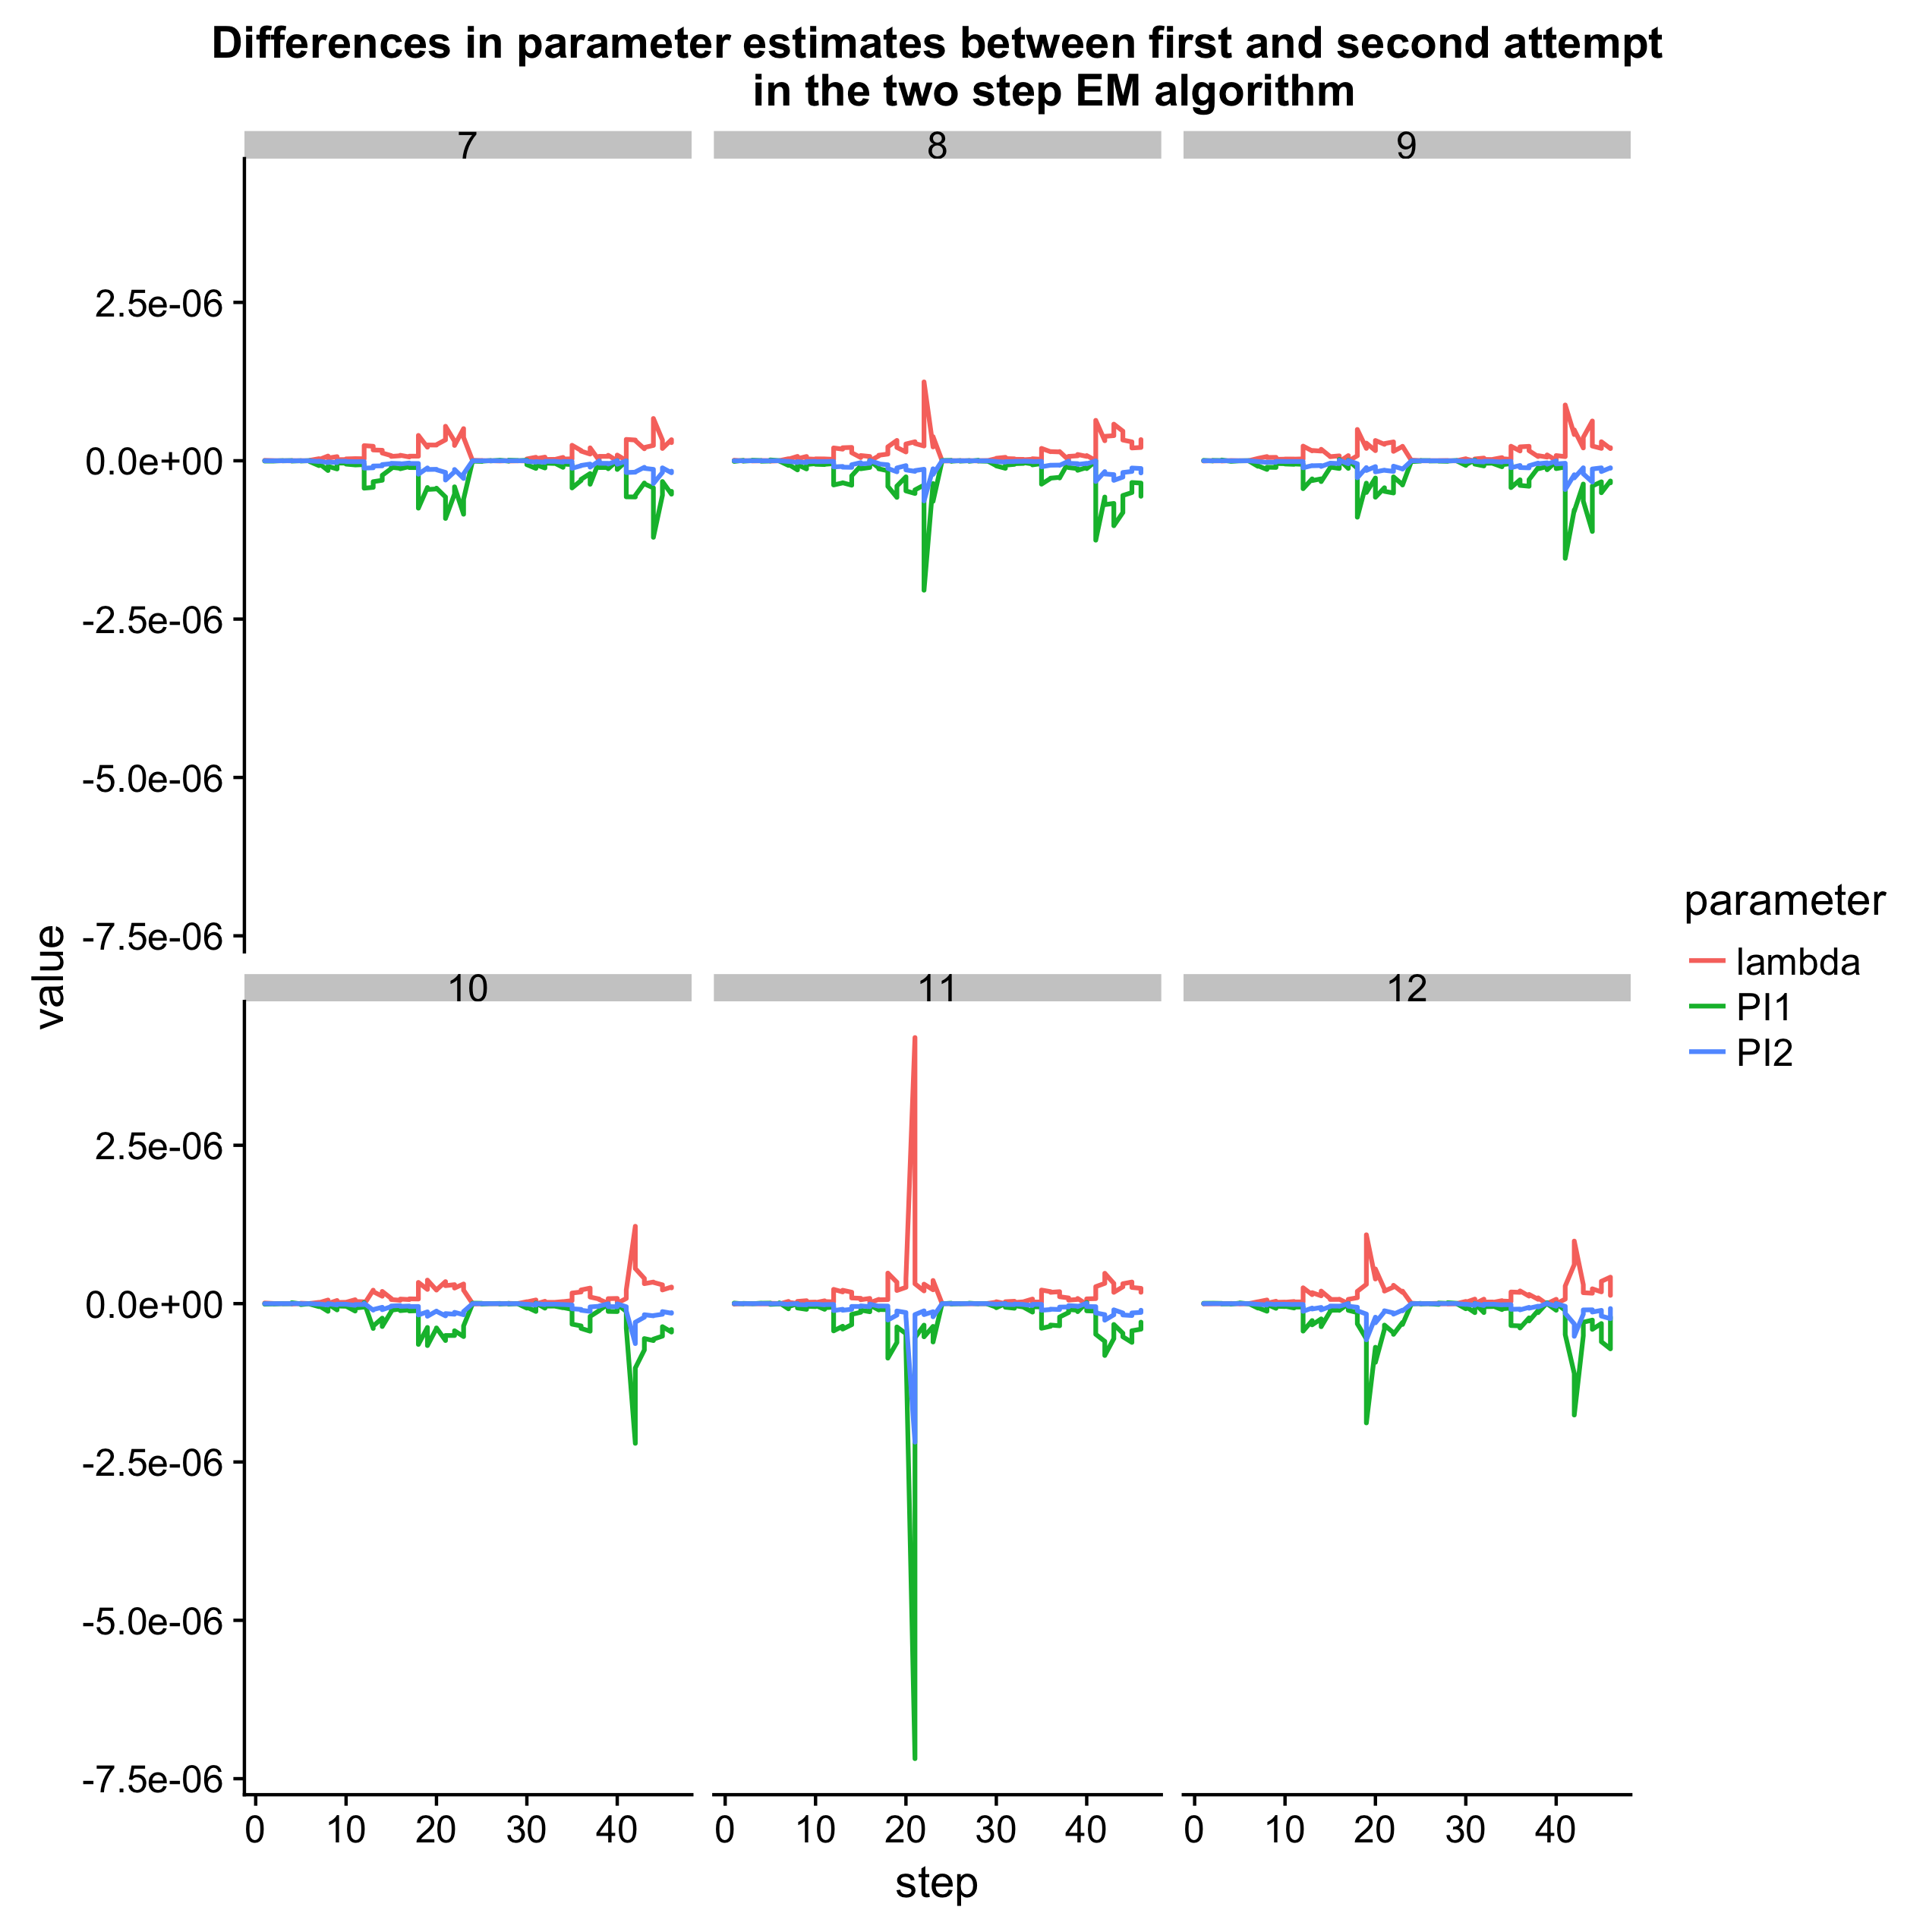 Differences in parameter estimates between first and second attempt
in the two step EM algorithm
7
8
9
2.5e-06
0.0e+00
-2.5e-06
-5.0e-06
-7.5e-06
10
11
12
2.5e-06
0.0e+00
-2.5e-06
-5.0e-06
-7.5e-06
0 10 20 30 40
0 10 20 30 40
0 10 20 30 40
step
value
parameter
lambda
PI1
PI2